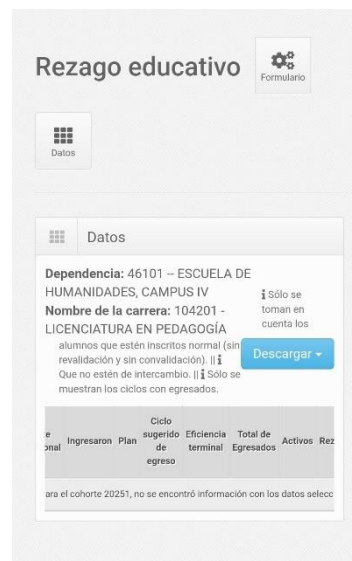 Rezago educativo
Formulario
Datos
Datos
Dependencia: 46101 -- ESCUELA DE
HUMANIDADES, CAMPUS IV
Nombre de la carrera: 104201 -
LICENCIATURA EN PEDAGOGÍA
ℹ Sólo se
toman en
cuenta los
alumnos que estén inscritos normal (sin
revalidación y sin convalidación). || ℹ
Que no estén de intercambio. || ℹ Sólo se
muestran los ciclos con egresados.
Descargar
Ingresaron
Plan
Ciclo
sugerido
de
egreso
Eficiencia
terminal
Total de
Egresados
Activos
Rez
ara el cohorte 20251, no se encontró información con los datos selecc